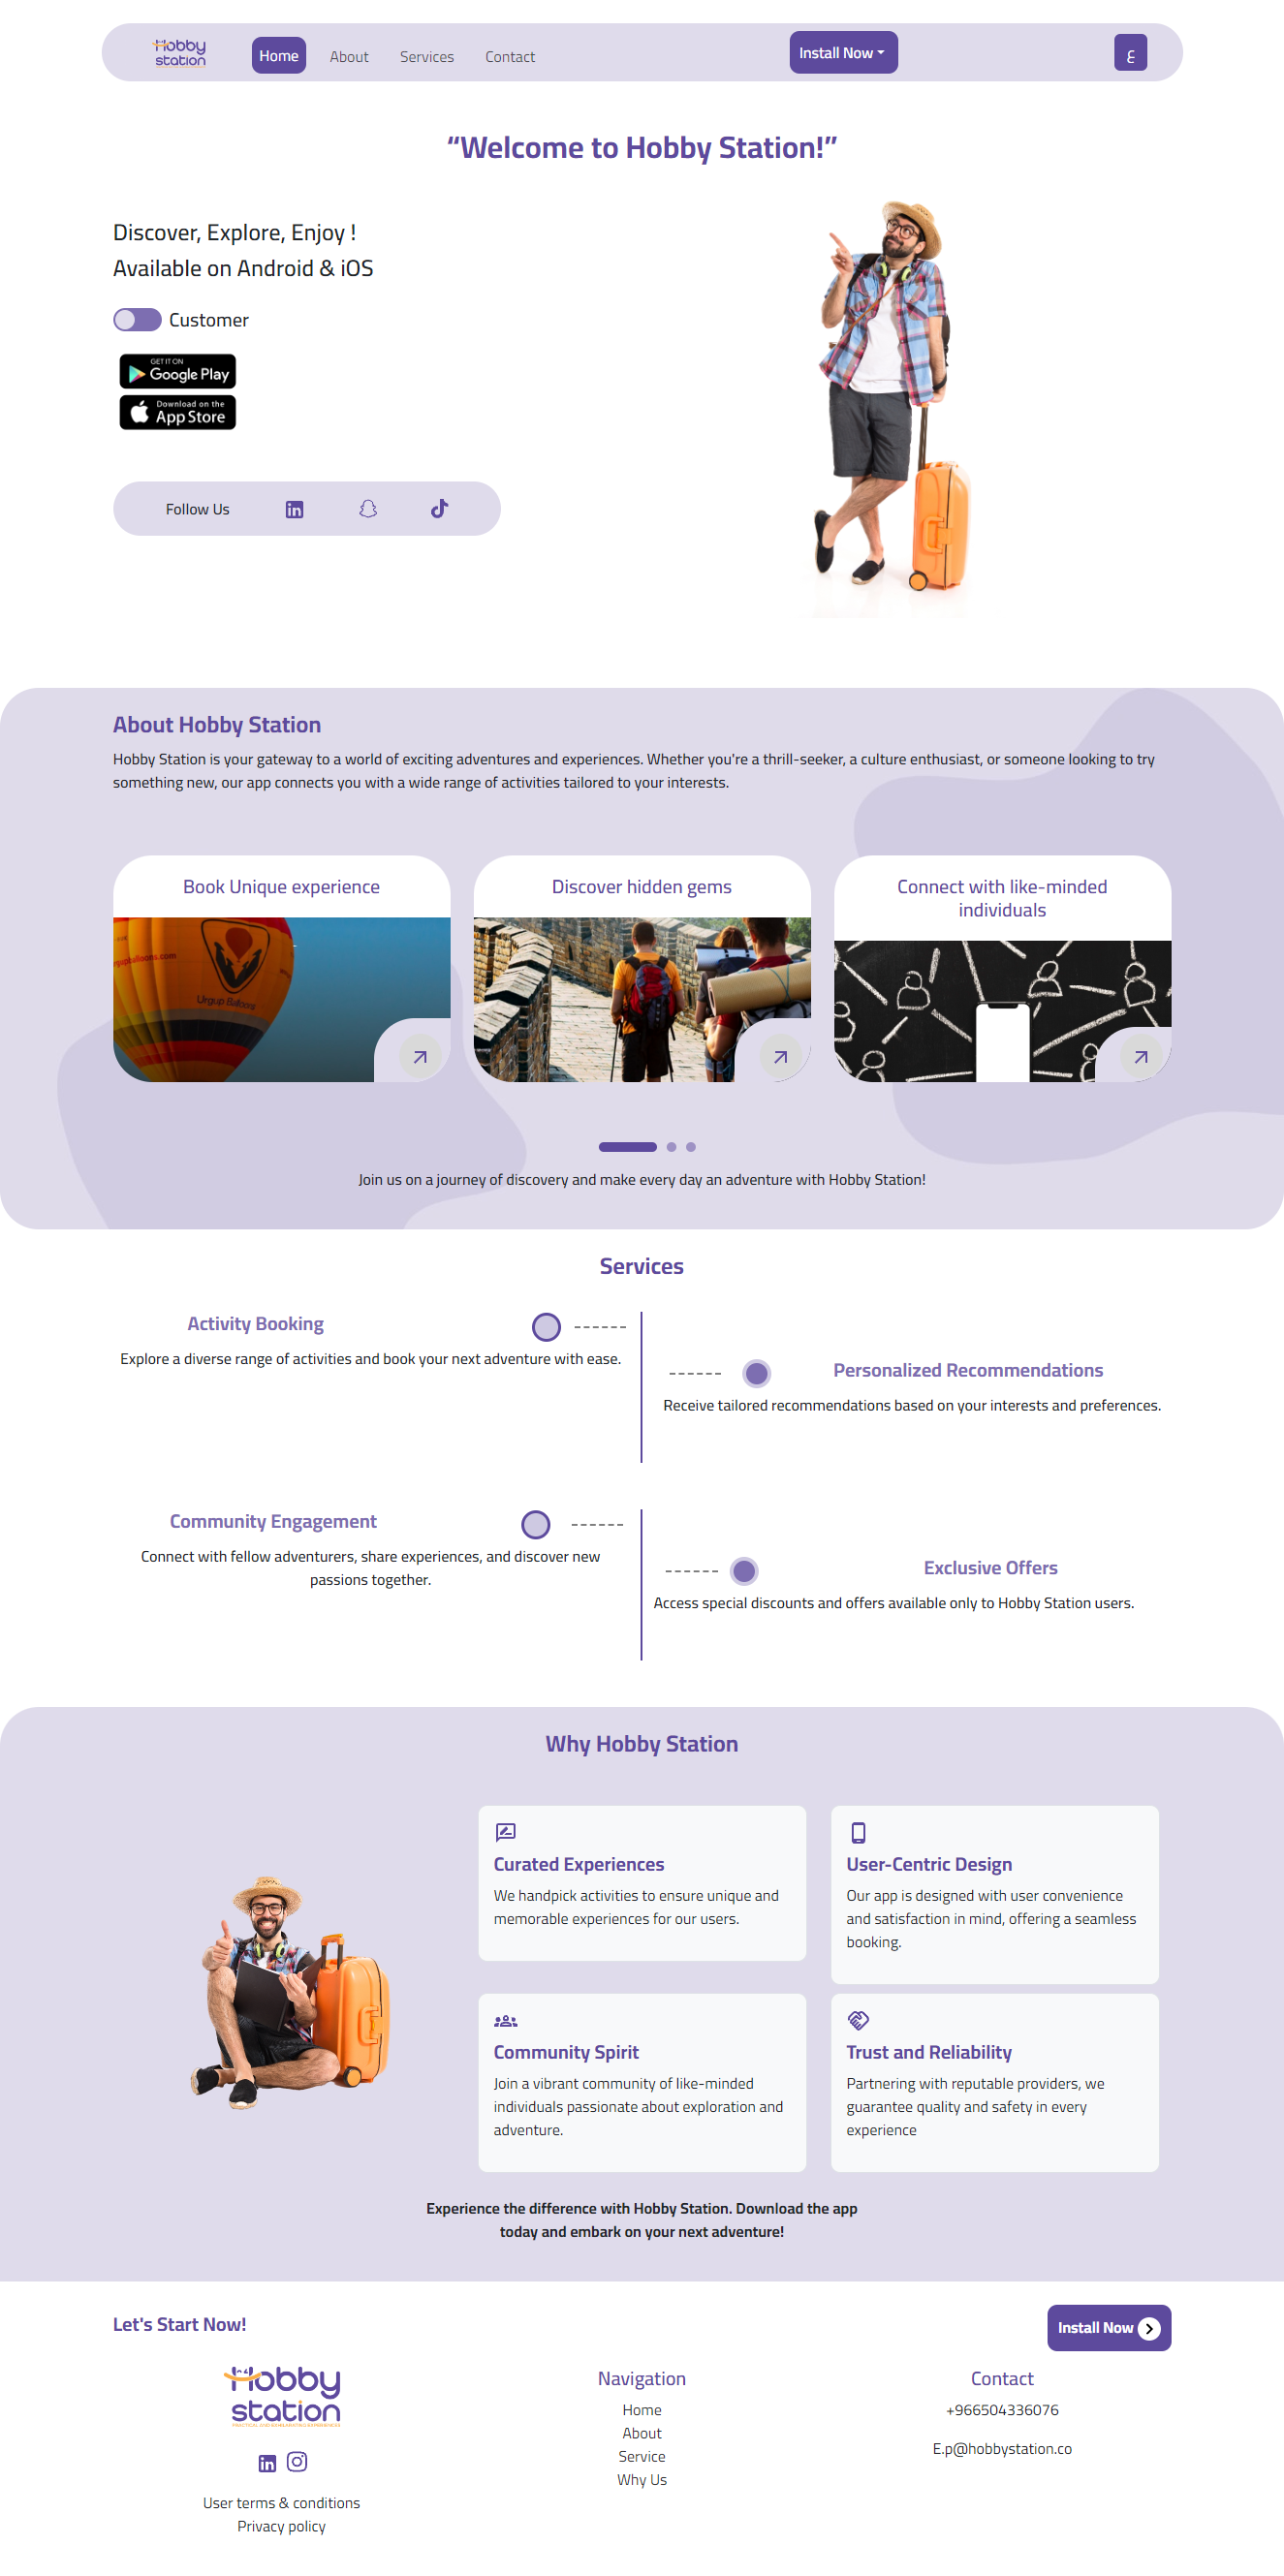 Hobby
station
Home
About
Services
Contact
Install Now
ع
“Welcome to Hobby Station!”
Discover, Explore, Enjoy !
Available on Android & iOS
Customer
GET IT ON
Google Play
Download on the
App Store
Follow Us
About Hobby Station
Hobby Station is your gateway to a world of exciting adventures and experiences. Whether you're a thrill-seeker, a culture enthusiast, or someone looking to try
something new, our app connects you with a wide range of activities tailored to your interests.
Book Unique experience
Discover hidden gems
Connect with like-minded
individuals
Urgup Balloons
Join us on a journey of discovery and make every day an adventure with Hobby Station!
Services
Activity Booking
Explore a diverse range of activities and book your next adventure with ease.
Personalized Recommendations
Receive tailored recommendations based on your interests and preferences.
Community Engagement
Connect with fellow adventurers, share experiences, and discover new
passions together.
Exclusive Offers
Access special discounts and offers available only to Hobby Station users.
Why Hobby Station
Curated Experiences
We handpick activities to ensure unique and
memorable experiences for our users.
User-Centric Design
Our app is designed with user convenience
and satisfaction in mind, offering a seamless
booking.
Community Spirit
Join a vibrant community of like-minded
individuals passionate about exploration and
adventure.
Trust and Reliability
Partnering with reputable providers, we
guarantee quality and safety in every
experience
Experience the difference with Hobby Station. Download the app
today and embark on your next adventure!
Let's Start Now!
Install Now
Hobby
station
Navigation
Home
About
Service
Why Us
Contact
+966504336076
E.p@hobbystation.co
User terms & conditions
Privacy policy